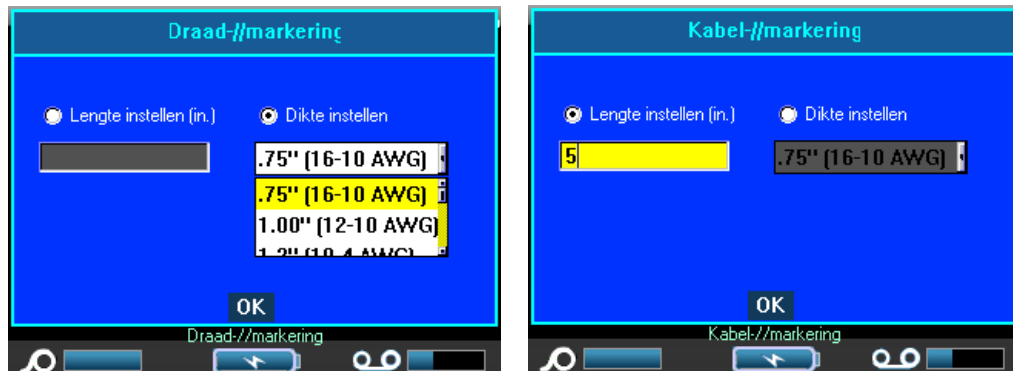 Draad-//markering
Lengte instellen (in.)
Dikte instellen
.75" (16-10 AWG)
.75" (16-10 AWG)
1.00" (12-10 AWG)
OK
Draad-//markering
Kabel-//markering
Lengte instellen (in.)
Dikte instellen
5
.75" (16-10 AWG)
OK
Kabel-//markering